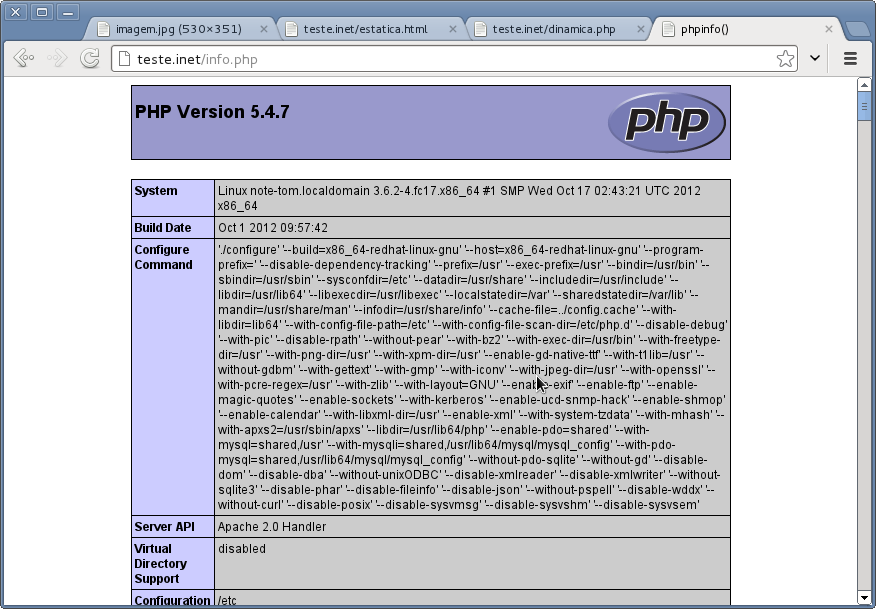 imagem.jpg (530×351)
teste.inet/estatica.html
teste.inet/dinamica.php
phpinfo()
teste.inet/info.php
PHP Version 5.4.7
php
System
Linux note-tom.localdomain 3.6.2-4.fc17.x86_64 #1 SMP Wed Oct 17 02:43:21 UTC 2012
x86_64
Build Date
Oct 1 2012 09:57:42
Configure
Command
'./configure' '--build=x86_64-redhat-linux-gnu' '--host=x86_64-redhat-linux-gnu' '--program-
prefix=' '--disable-dependency-tracking' '--prefix=/usr' '--exec-prefix=/usr' '--bindir=/usr/bin' '--
sbindir=/usr/sbin' '--sysconfdir=/etc' '--datadir=/usr/share' '--includedir=/usr/include' '--
libdir=/usr/lib64' '--libexecdir=/usr/libexec' '--localstatedir=/var' '--sharedstatedir=/var/lib' '--
mandir=/usr/share/man' '--infodir=/usr/share/info' '--cache-file=../config.cache' '--with-
libdir=lib64' '--with-config-file-path=/etc' '--with-config-file-scan-dir=/etc/php.d' '--disable-debug'
'--with-pic' '--disable-rpath' '--without-pear' '--with-bz2' '--with-exec-dir=/usr/bin' '--with-freetype-
dir=/usr' '--with-png-dir=/usr' '--with-xpm-dir=/usr' '--enable-gd-native-ttf' '--with-t1lib=/usr' '--
without-gdbm' '--with-gettext' '--with-gmp' '--with-iconv' '--with-jpeg-dir=/usr' '--with-openssl' '--
with-pcre-regex=/usr' '--with-zlib' '--with-layout=GNU' '--enable-exif' '--enable-ftp' '--enable-
magic-quotes' '--enable-sockets' '--with-kerberos' '--enable-ucd-snmp-hack' '--enable-shmop'
'--enable-calendar' '--with-libxml-dir=/usr' '--enable-xml' '--with-system-tzdata' '--with-mhash' '--
with-apxs2=/usr/sbin/apxs' '--libdir=/usr/lib64/php' '--enable-pdo=shared' '--with-
mysql=shared,/usr' '--with-mysqli=shared,/usr/lib64/mysql/mysql_config' '--with-pdo-
mysql=shared,/usr/lib64/mysql/mysql_config' '--without-pdo-sqlite' '--without-gd' '--disable-
dom' '--disable-dba' '--without-unixODBC' '--disable-xmlreader' '--disable-xmlwriter' '--without-
sqlite3' '--disable-phar' '--disable-fileinfo' '--disable-json' '--without-pspell' '--disable-wddx' '--
without-curl' '--disable-posix' '--disable-sysvmsg' '--disable-sysvshm' '--disable-sysvsem'
Server API
Apache 2.0 Handler
Virtual
Directory
Support
disabled
Configuration
/etc